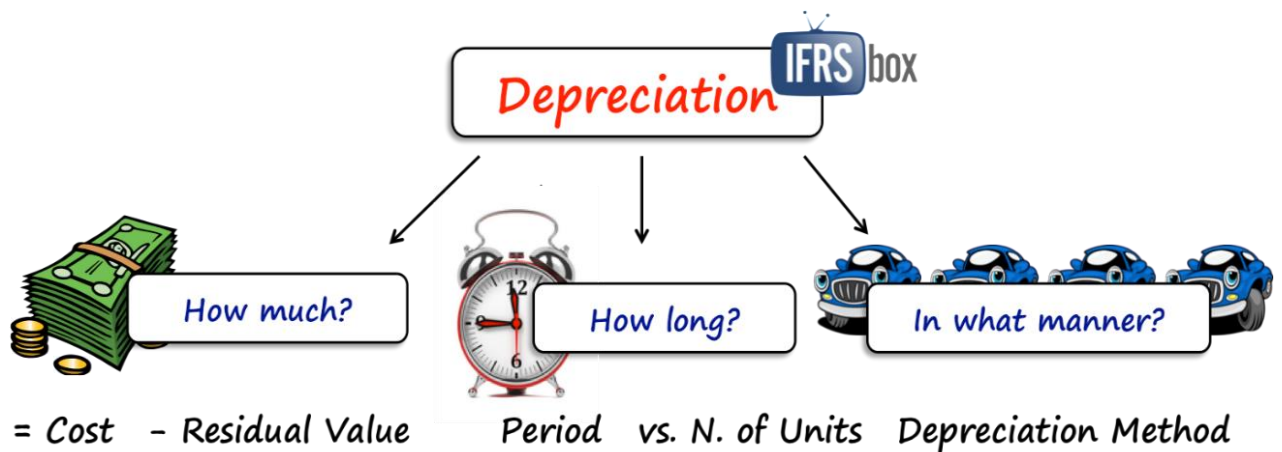 IFRS box
Depreciation
How much?
How long?
In what manner?
12
9
6
= Cost - Residual Value
Period vs. N. of Units
Depreciation Method